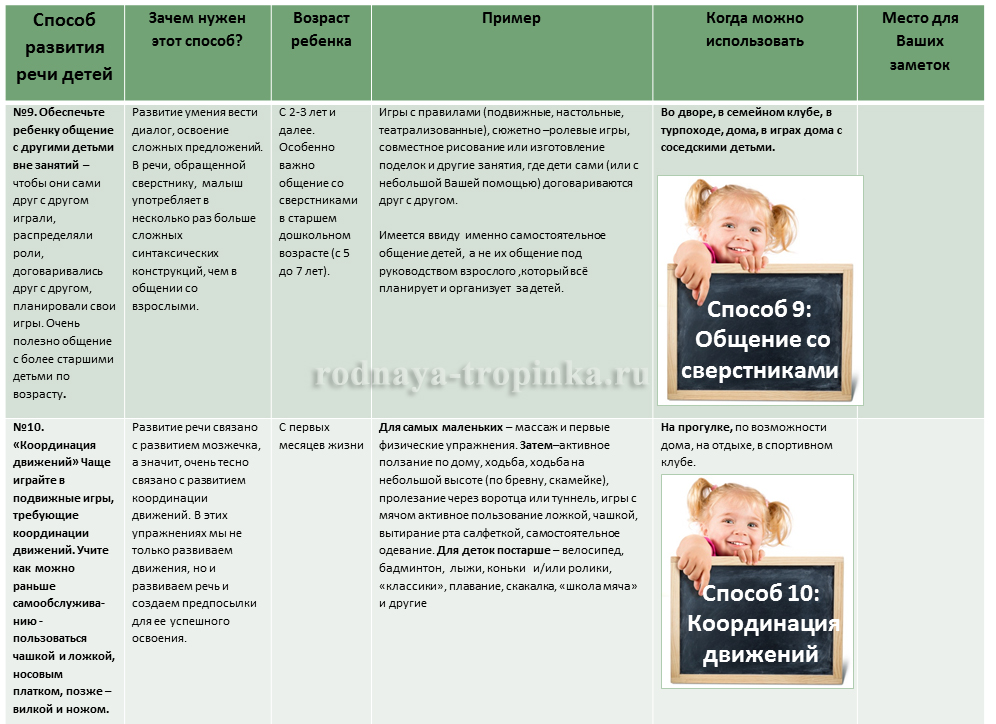 Способ
развития
речи детей
Зачем нужен
этот способ?
Возраст
ребенка
Пример
Когда можно
использовать
Место для
Ваших
заметок
№9. Обеспечьте
ребенку общение
с другими детьми
вне занятий –
чтобы они сами
друг с другом
играли,
распределяли
роли,
договаривались
друг с другом,
планировали свои
игры. Очень
полезно общение
с более старшими
детьми по
возрасту.
Развитие умения вести
диалог, освоение
сложных предложений.
В речи, обращенной
сверстнику, малыш
употребляет в
несколько раз больше
сложных
синтаксических
конструкций, чем в
общении со
взрослыми.
С 2-3 лет и
далее.
Особенно
важно
общение со
сверстниками
в старшем
дошкольном
возрасте (с 5
до 7 лет).
Игры с правилами (подвижные, настольные,
театрализованные), сюжетно –ролевые игры,
совместное рисование или изготовление
поделок и другие занятия, где дети сами (или с
небольшой Вашей помощью) договариваются
друг с другом.
Имеется ввиду именно самостоятельное
общение детей, а не их общение под
руководством взрослого ,который всё
планирует и организует за детей.
Во дворе, в семейном клубе, в
турпоходе, дома, в играх дома с
соседскими детьми.
Способ 9:
Общение со
сверстниками
rodnaya-tropinka.ru
№10.
«Координация
движений» Чаще
играйте в
подвижные игры,
требующие
координации
движений. Учите
как можно
раньше
самообслужива-
нию -
пользоваться
чашкой и ложкой,
носовым
платком, позже –
вилкой и ножом.
Развитие речи связано
с развитием мозжечка,
а значит, очень тесно
связано с развитием
координации
движений. В этих
упражнениях мы не
только развиваем
движения, но и
развиваем речь и
создаем предпосылки
для ее успешного
освоения.
С первых
месяцев жизни
Для самых маленьких – массаж и первые
физические упражнения. Затем–активное
ползание по дому, ходьба, ходьба на
небольшой высоте (по бревну, скамейке),
пролезание через воротца или туннель, игры с
мячом активное пользование ложкой, чашкой,
вытирание рта салфеткой, самостоятельное
одевание. Для деток постарше – велосипед,
бадминтон, лыжи, коньки и/или ролики,
«классики», плавание, скакалка, «школа мяча»
и другие
На прогулке, по возможности
дома, на отдыхе, в спортивном
клубе.
Способ 10:
Координация
движений